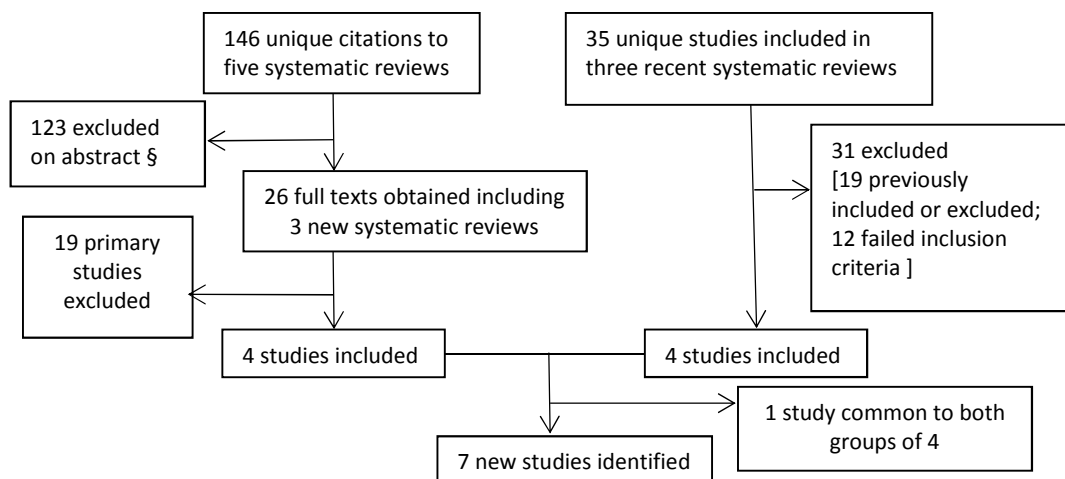 146 unique citations to
five systematic reviews
35 unique studies included in
three recent systematic reviews
123 excluded
on abstract §
31 excluded
[19 previously
included or excluded;
12 failed inclusion
criteria ]
26 full texts obtained including
3 new systematic reviews
19 primary
studies
excluded
4 studies included
4 studies included
1 study common to both
groups of 4
7 new studies identified